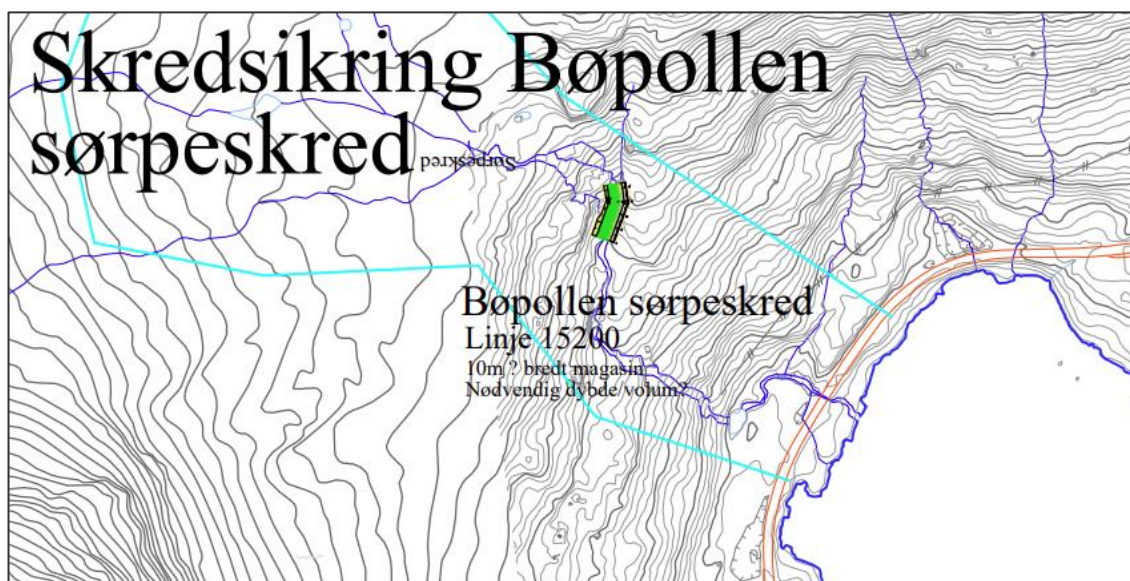 Skredsikring Bøpollen
sørpeskred
Sørpeskred
Bøpollen sørpeskred
Linje 15200
10m ? bredt magasin
Nødvendig dybde/volum?